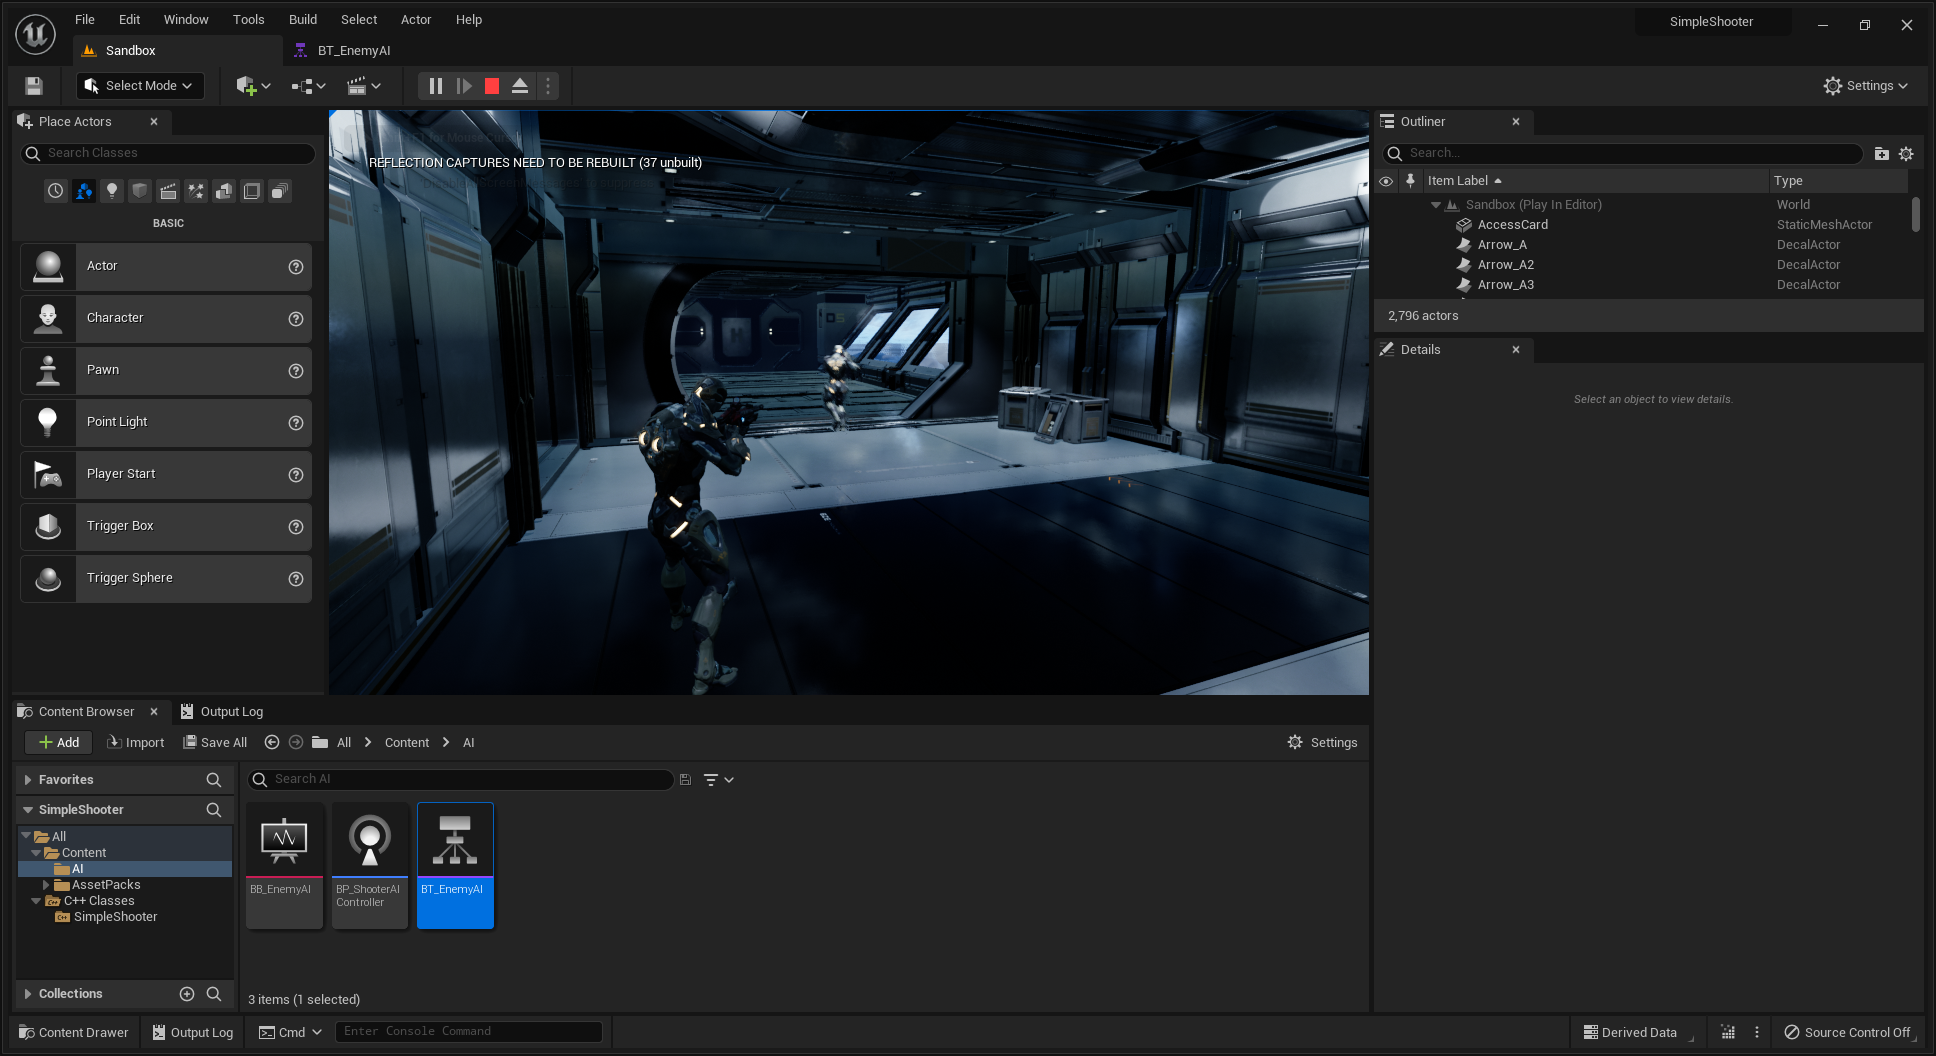 File Edit Window Tools Build Select Actor Help
SimpleShooter
Sandbox
BT_EnemyAI
Select Mode
Settings
Place Actors
Search Classes
BASIC
Actor
Character
Pawn
Point Light
Player Start
Trigger Box
Trigger Sphere
for Mouse
REFLECTION CAPTURES NEED TO BE REBUILT (37 unbuilt)
Outliner
Search...
Item Label Type
Sandbox (Play In Editor) World
AccessCard StaticMeshActor
Arrow_A DecalActor
Arrow_A2 DecalActor
Arrow_A3 DecalActor
2,796 actors
Details
Select an object to view details.
Content Browser
Output Log
Add Import Save All All Content AI
Settings
Favorites
SimpleShooter
All
Content
AI
AssetPacks
C++ Classes
SimpleShooter
Collections
Search AI
BB_EnemyAI
BP_ShooterAI
Controller
BT_EnemyAI
3 items (1 selected)
Content Drawer Output Log Cmd Enter Console Command
Derived Data Source Control Off